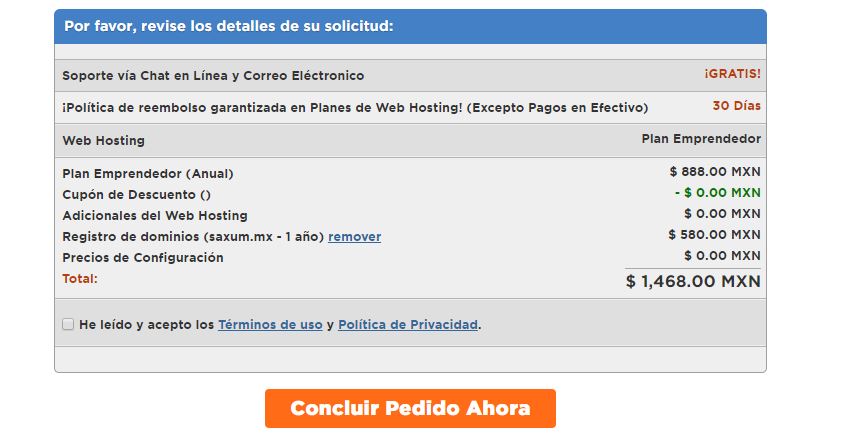 Por favor, revise los detalles de su solicitud:
Soporte vía Chat en Línea y Correo Eléctronico ¡GRATIS!
¡Política de reembolso garantizada en Planes de Web Hosting! (Excepto Pagos en Efectivo) 30 Días
Web Hosting Plan Emprendedor
Plan Emprendedor (Anual) $ 888.00 MXN
Cupón de Descuento () - $ 0.00 MXN
Adicionales del Web Hosting $ 0.00 MXN
Registro de dominios (saxum.mx - 1 año) remover $ 580.00 MXN
Precios de Configuración $ 0.00 MXN
Total: $ 1,468.00 MXN
He leído y acepto los Términos de uso y Política de Privacidad.
Concluir Pedido Ahora